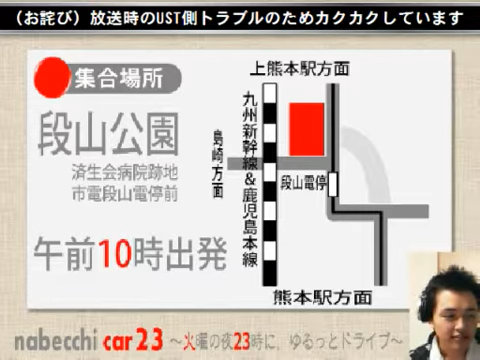 （お詫び）放送時のUST側トラブルのためカクカクしています
集合場所
段山公園
済生会病院跡地
市電段山電停前
午前10時出発
上熊本駅方面
九州新幹線&鹿児島本線
島崎方面
段山電停
熊本駅方面
nabecchi car23 〜火曜の夜23時に、ゆるっとドライブ〜